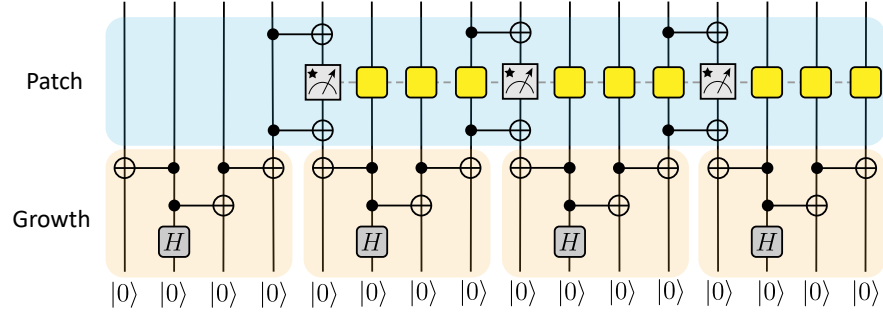 Patch
Growth
H H H H
|0⟩ |0⟩ |0⟩ |0⟩ |0⟩ |0⟩ |0⟩ |0⟩ |0⟩ |0⟩ |0⟩ |0⟩ |0⟩ |0⟩ |0⟩ |0⟩